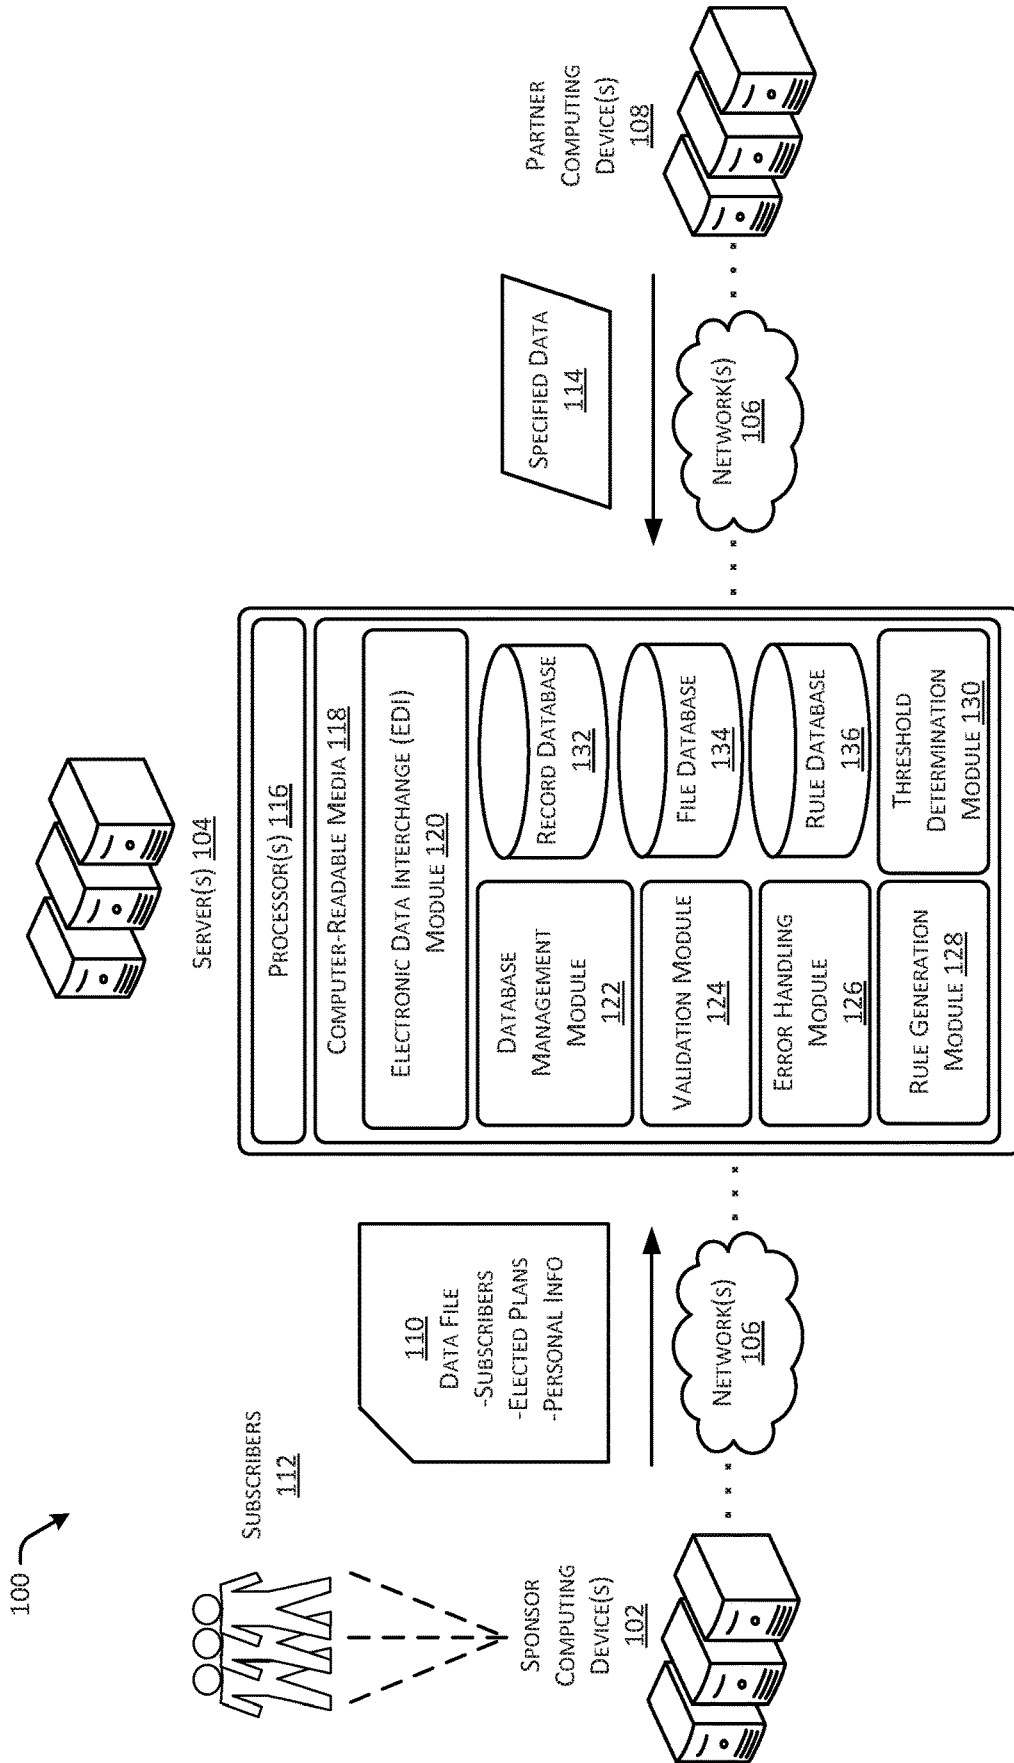 100
SUBSCRIBERS
112
SPONSOR
COMPUTING
DEVICE(S)
102
110
DATA FILE
-SUBSCRIBERS
-ELECTED PLANS
-PERSONAL INFO
NETWORK(S)
106
SERVER(S) 104
PROCESSOR(S) 116
COMPUTER-READABLE MEDIA 118
ELECTRONIC DATA INTERCHANGE (EDI)
MODULE 120
DATABASE
MANAGEMENT
MODULE
122
VALIDATION MODULE
124
ERROR HANDLING
MODULE
126
RULE GENERATION
MODULE 128
RECORD DATABASE
132
FILE DATABASE
134
RULE DATABASE
136
THRESHOLD
DETERMINATION
MODULE 130
SPECIFIED DATA
114
NETWORK(S)
106
PARTNER
COMPUTING
DEVICE(S)
108